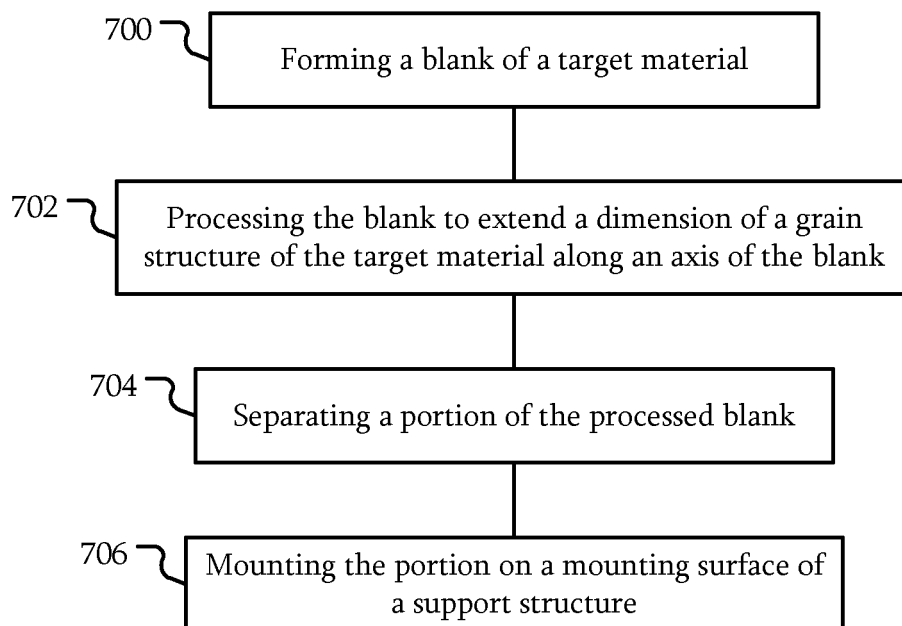 700
Forming a blank of a target material
702
Processing the blank to extend a dimension of a grain
structure of the target material along an axis of the blank
704
Separating a portion of the processed blank
706
Mounting the portion on a mounting surface of
a support structure